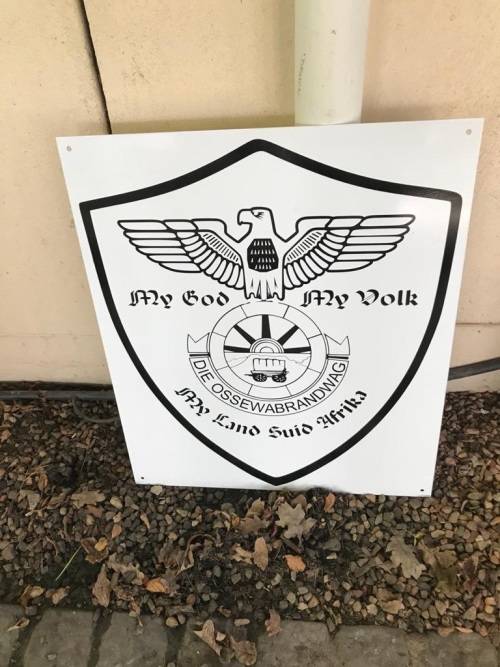 My God My Volk
DIE OSSEWABRANDWAG
My Land Suid Afrika